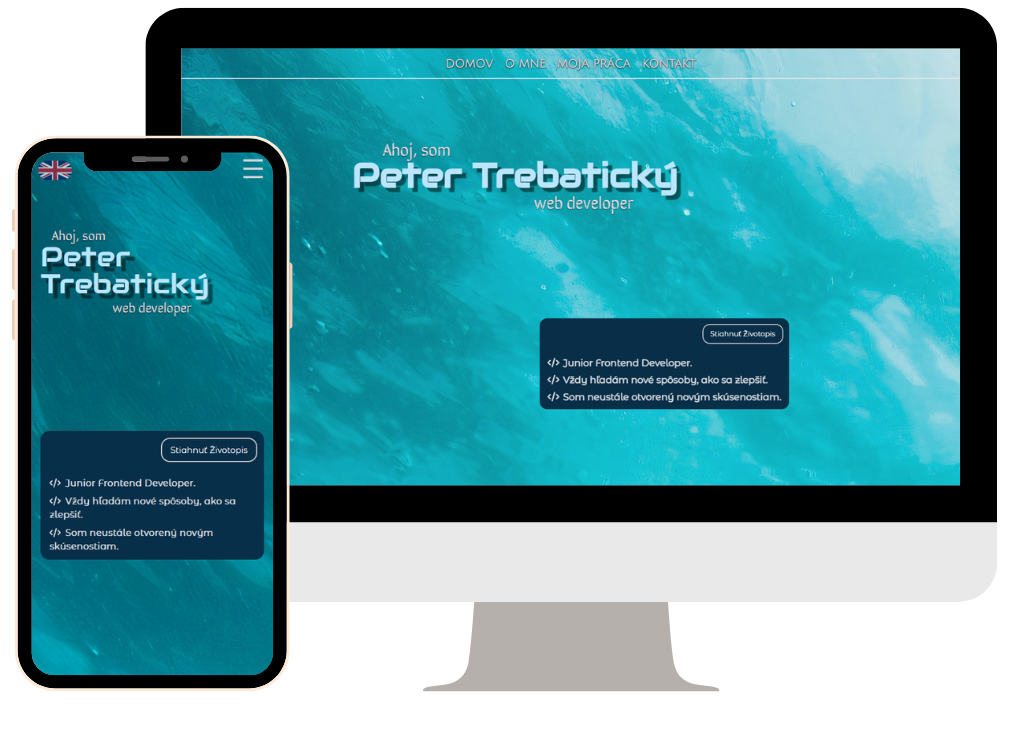 DOMOV O MNE MOJA PRÁCA KONTAKT
Ahoj, som
Peter Trebatický
web developer
Stiahnuť Životopis
</> Junior Frontend Developer.
</> Vždy hľadám nové spôsoby, ako sa zlepšiť.
</> Som neustále otvorený novým skúsenostiam.
Ahoj, som
Peter
Trebatický
web developer
Stiahnuť Životopis
</> Junior Frontend Developer.
</> Vždy hľadám nové spôsoby, ako sa
zlepšiť.
</> Som neustále otvorený novým
skúsenostiam.